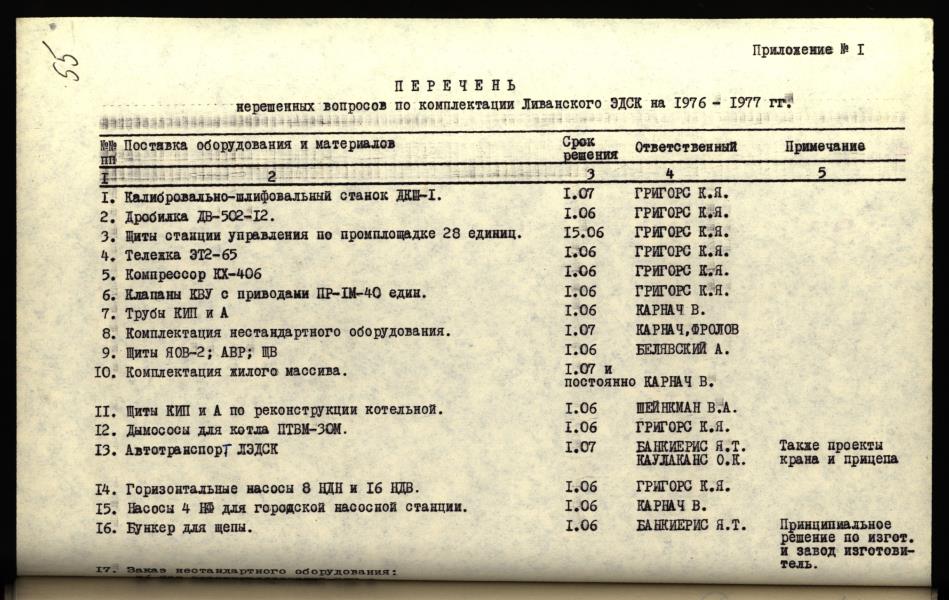 55
Приложение № I
ПЕРЕЧЕНЬ
нерешенных вопросов по комплектации Ливанского ЭДСК на 1976 - 1977 гг.
№№ пп Поставка оборудования и материалов Срок решения Ответственный Примечание
I 2 3 4 5
I. Калибровально-шлифовальный станок ДКШ-I. I.07 ГРИГОРС К.Я.
2. Дробилка ДВ-502-I2. I.06 ГРИГОРС К.Я.
3. Щиты станции управления по промплощадке 28 единиц. I5.06 ГРИГОРС К.Я.
4. Тележка ЭТ2-65 I.06 ГРИГОРС К.Я.
5. Компрессор КХ-406 I.06 ГРИГОРС К.Я.
6. Клапаны КВУ с приводами ПР-IМ-40 един. I.06 ГРИГОРС К.Я.
7. Трубы КИП и А I.06 КАРНАЧ В.
8. Комплектация нестандартного оборудования. I.07 КАРНАЧ,ФРОЛОВ
9. Щиты ЯОВ-2; АВР; ЩВ I.06 БЕЛЯВСКИЙ А.
IO. Комплектация жилого массива. I.07 и
постоянно КАРНАЧ В.
II. Щиты КИП и А по реконструкции котельной. I.06 ШЕЙНКМАН В.А.
I2. Дымососы для котла ПТВМ-30М. I.06 ГРИГОРС К.Я.
I3. Автотранспорт ЛЭДСК I.07 БАНКИЕРИС Я.Т. Также проекты
КАУЛАКАНС О.К. крана и прицепа
I4. Горизонтальные насосы 8 НДН и I6 НДВ. I.06 ГРИГОРС К.Я.
I5. Насосы 4 НФ для городской насосной станции. I.06 КАРНАЧ В.
I6. Бункер для щепы. I.06 БАНКИЕРИС Я.Т. Принципиальное
решение по изгот.
и завод изготови-
тель.
I7. Заказ нестандартного оборудования: